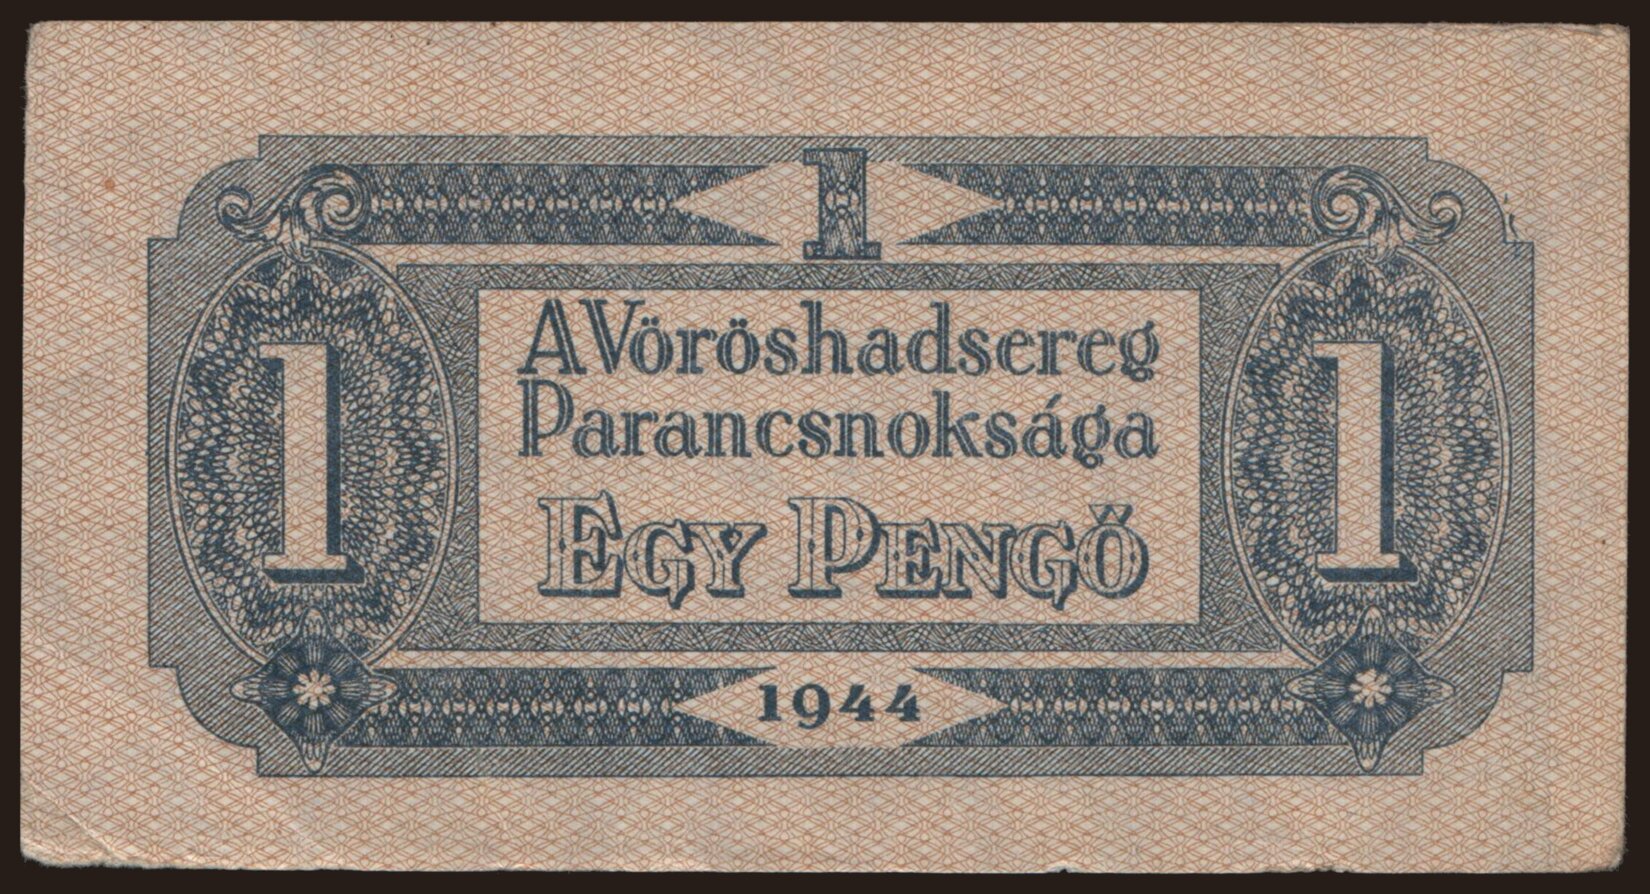 1
A Vöröshadsereg
Parancsnoksága
1 1
EGY PENGŐ
1944